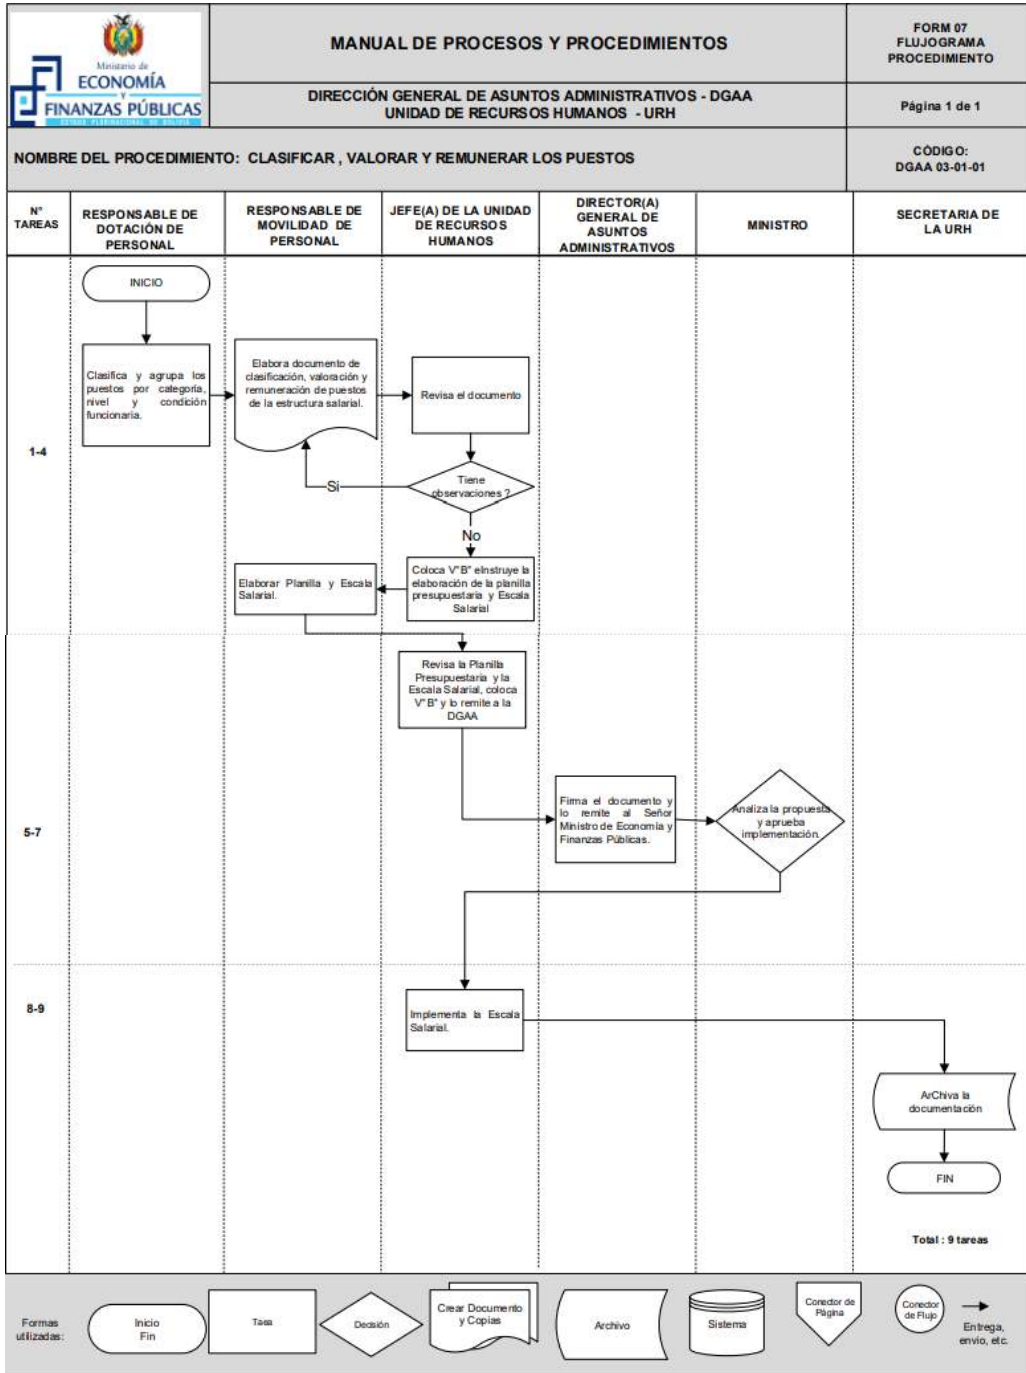 Ministerio de
ECONOMÍA
Y
FINANZAS PÚBLICAS
ESTADO PLURINACIONAL DE BOLIVIA
MANUAL DE PROCESOS Y PROCEDIMIENTOS
FORM 07
FLUJOGRAMA
PROCEDIMIENTO
DIRECCIÓN GENERAL DE ASUNTOS ADMINISTRATIVOS - DGAA
UNIDAD DE RECURSOS HUMANOS - URH
Página 1 de 1
NOMBRE DEL PROCEDIMIENTO: CLASIFICAR , VALORAR Y REMUNERAR LOS PUESTOS
CÓDIGO:
DGAA 03-01-01
N°
TAREAS
RESPONSABLE DE
DOTACIÓN DE
PERSONAL
RESPONSABLE DE
MOVILIDAD DE
PERSONAL
JEFE(A) DE LA UNIDAD
DE RECURSOS
HUMANOS
DIRECTOR(A)
GENERAL DE
ASUNTOS
ADMINISTRATIVOS
MINISTRO
SECRETARIA DE
LA URH
INICIO
Clasifica y agrupa los
puestos por categoría,
nivel y condición
funcionaria.
Elabora documento de
clasificación, valoración y
remuneración de puestos
de la estructura salarial.
Revisa el documento
1-4
Tiene
observaciones ?
Si
No
Coloca V°B° eInstruye la
elaboración de la planilla
presupuestaria y Escala
Salarial
Elaborar Planilla y Escala
Salarial.
Revisa la Planilla
Presupuestaria y la
Escala Salarial, coloca
V°B° y lo remite a la
DGAA
5-7
Firma el documento y
lo remite al Señor
Ministro de Economía y
Finanzas Públicas.
Analiza la propuesta
y aprueba
implementación.
8-9
Implementa la Escala
Salarial.
ArChiva la
documentación
FIN
Total : 9 tareas
Formas
utilizadas:
Inicio
Fin
Tarea
Decisión
Crear Documento
y Copias
Archivo
Sistema
Conector de
Página
Conector
de Flujo
Entrega,
envio, etc.